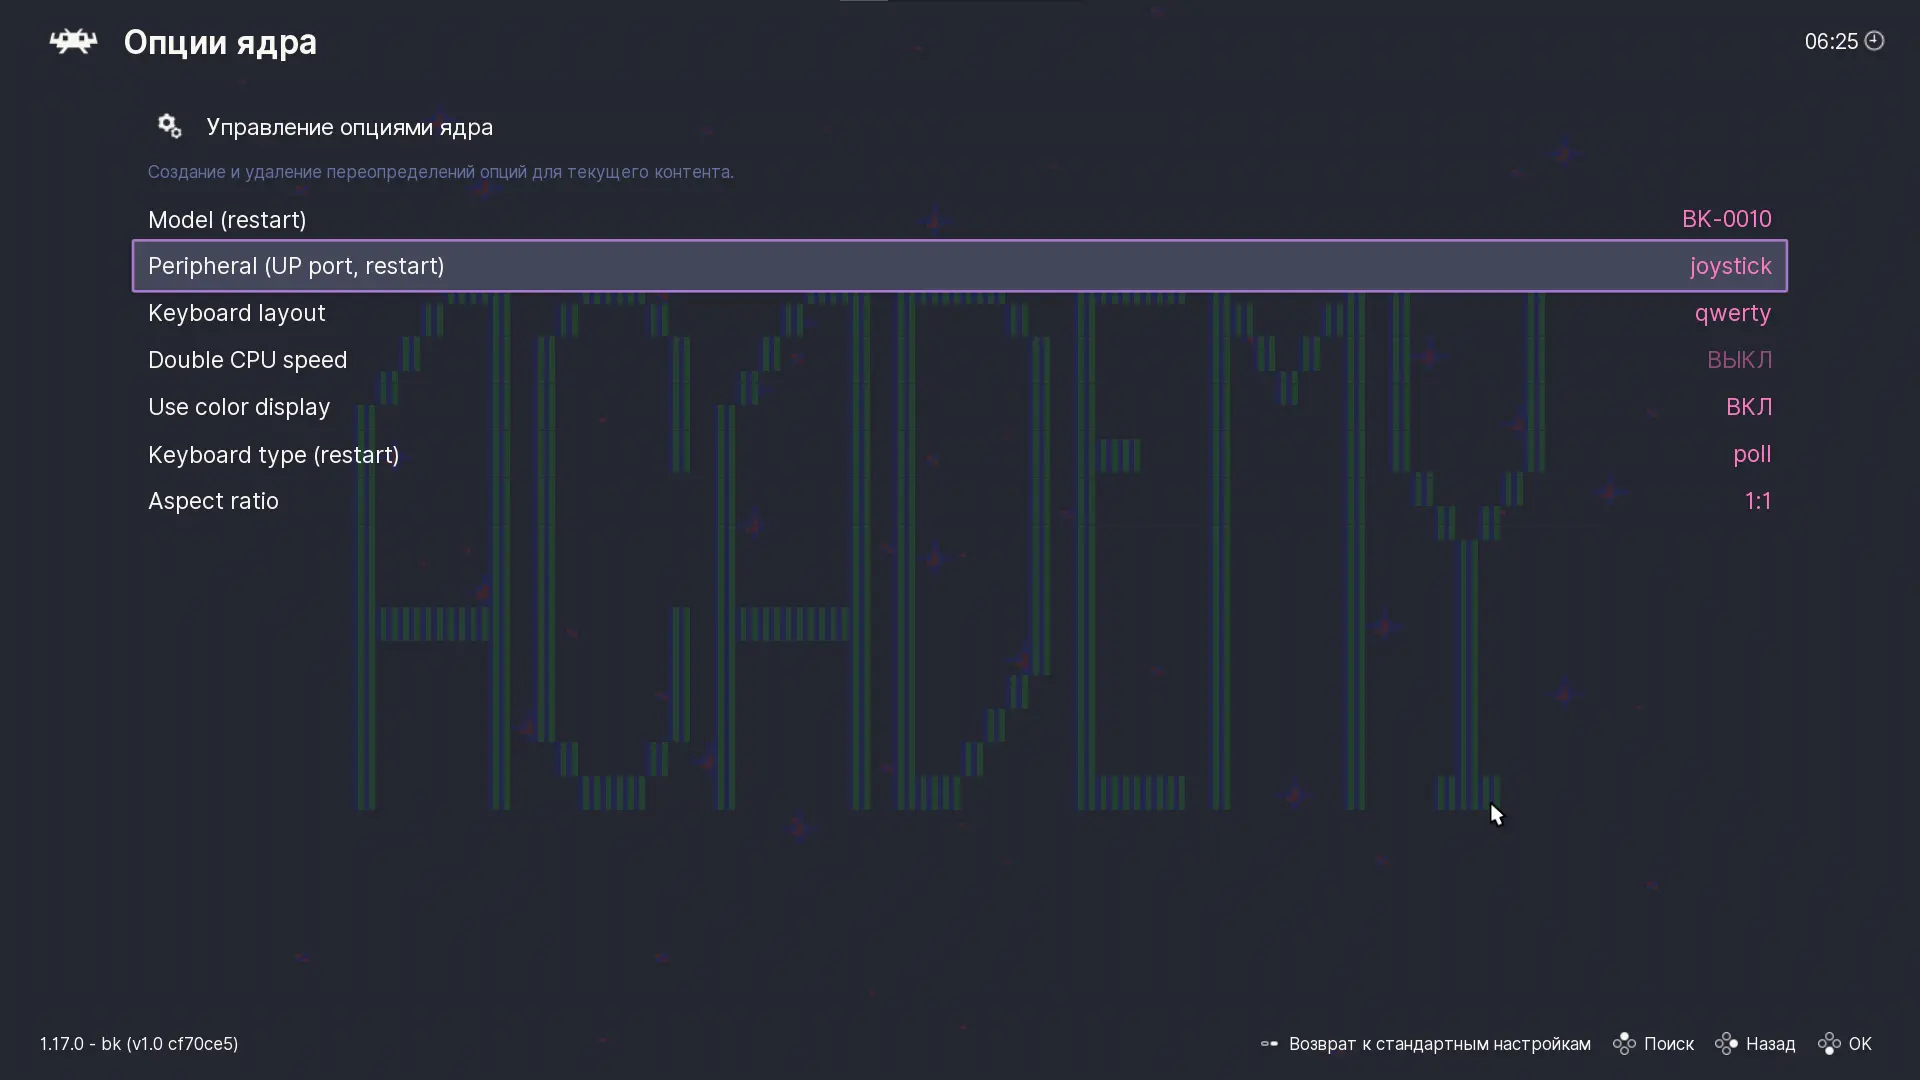 Опции ядра
06:25
Управление опциями ядра
Создание и удаление переопределений опций для текущего контента.
Model (restart) BK-0010
Peripheral (UP port, restart) joystick
Keyboard layout qwerty
Double CPU speed ВЫКЛ
Use color display ВКЛ
Keyboard type (restart) poll
Aspect ratio 1:1
ACADEMY
1.17.0 - bk (v1.0 cf70ce5)
Возврат к стандартным настройкам Поиск Назад OK